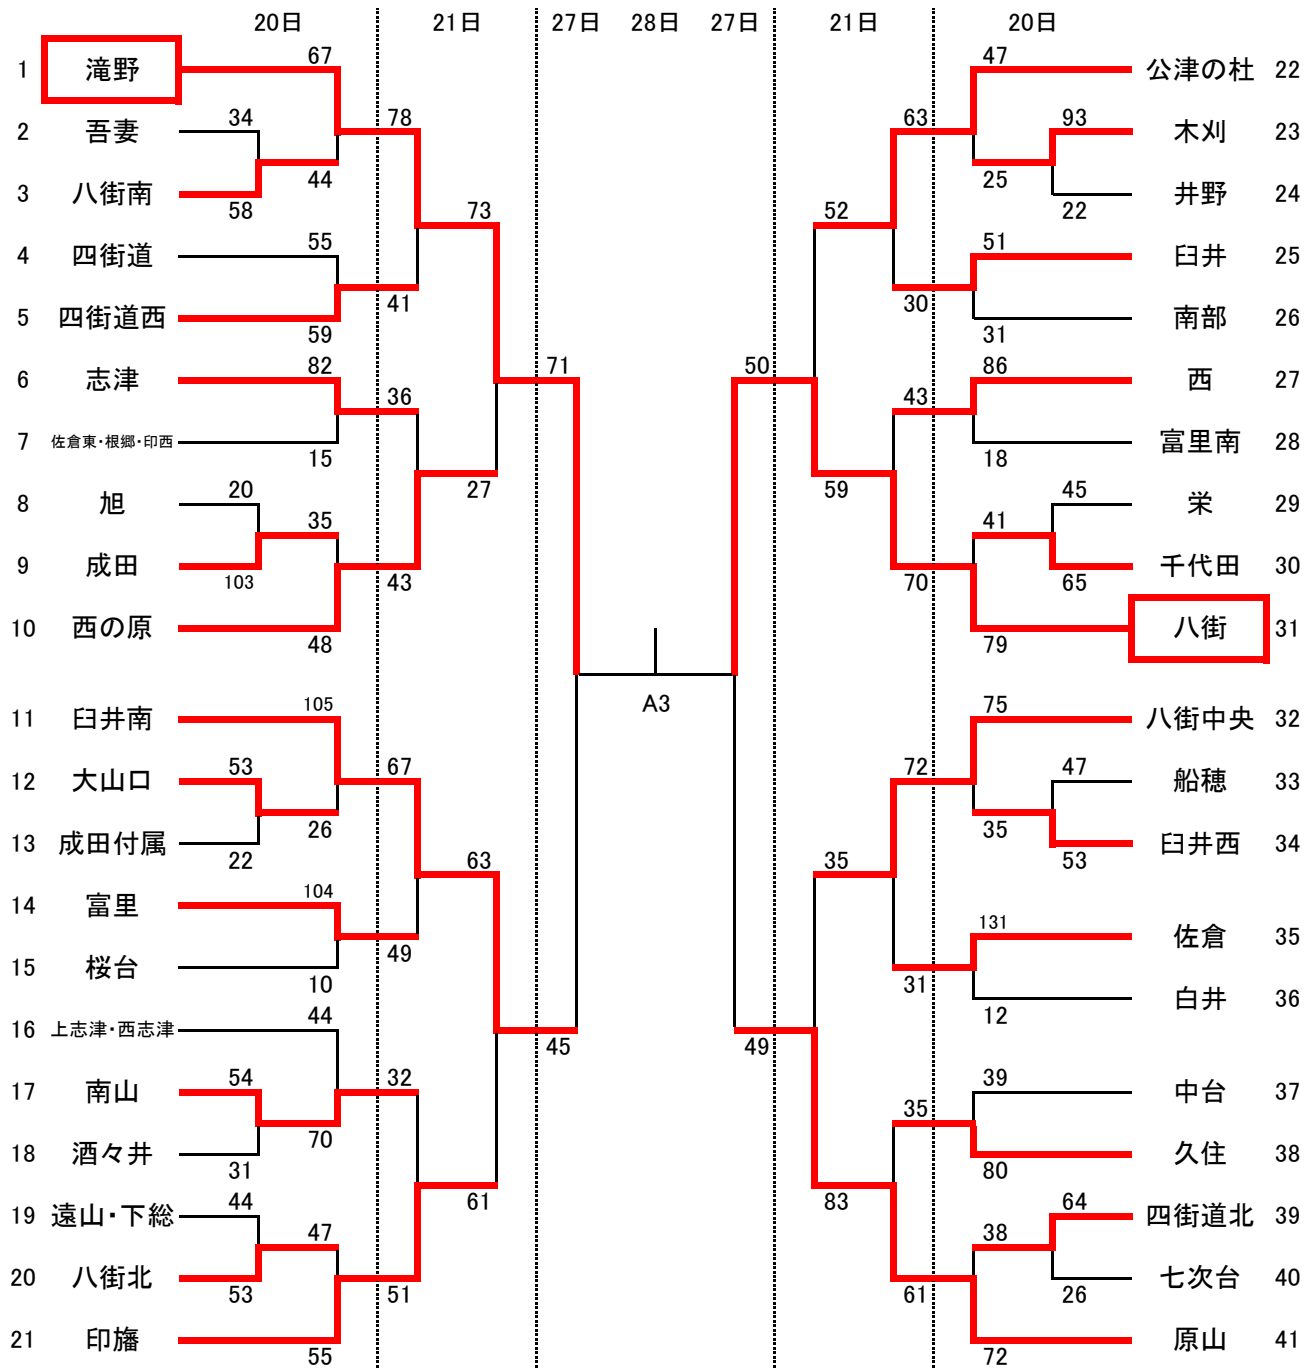 20日 21日 27日 28日 27日 21日 20日
1 滝野 67
2 吾妻 34 78
3 八街南 58 44
73
4 四街道 55
5 四街道西 59 41
6 志津 82 71
7 佐倉東・根郷・印西 15 36
27
8 旭 20
9 成田 103 35
10 西の原 48 43
11 臼井南 105
12 大山口 53 67
13 成田付属 22 26
63
14 富里 104
15 桜台 10 49
16 上志津・西志津 44 45
17 南山 54 32
18 酒々井 31 70
61
19 遠山・下総 44
20 八街北 53 47
21 印旛 55 51
A3
47 公津の杜 22
63 93 木刈 23
25 22 井野 24
52
51 臼井 25
30 31 南部 26
50 86 西 27
43 18 富里南 28
59
45 栄 29
41 65 千代田 30
70 79 八街 31
75 八街中央 32
72 47 船穂 33
35 53 臼井西 34
35
131 佐倉 35
31 12 白井 36
49
39 中台 37
35 80 久住 38
83
64 四街道北 39
38 26 七次台 40
61 72 原山 41